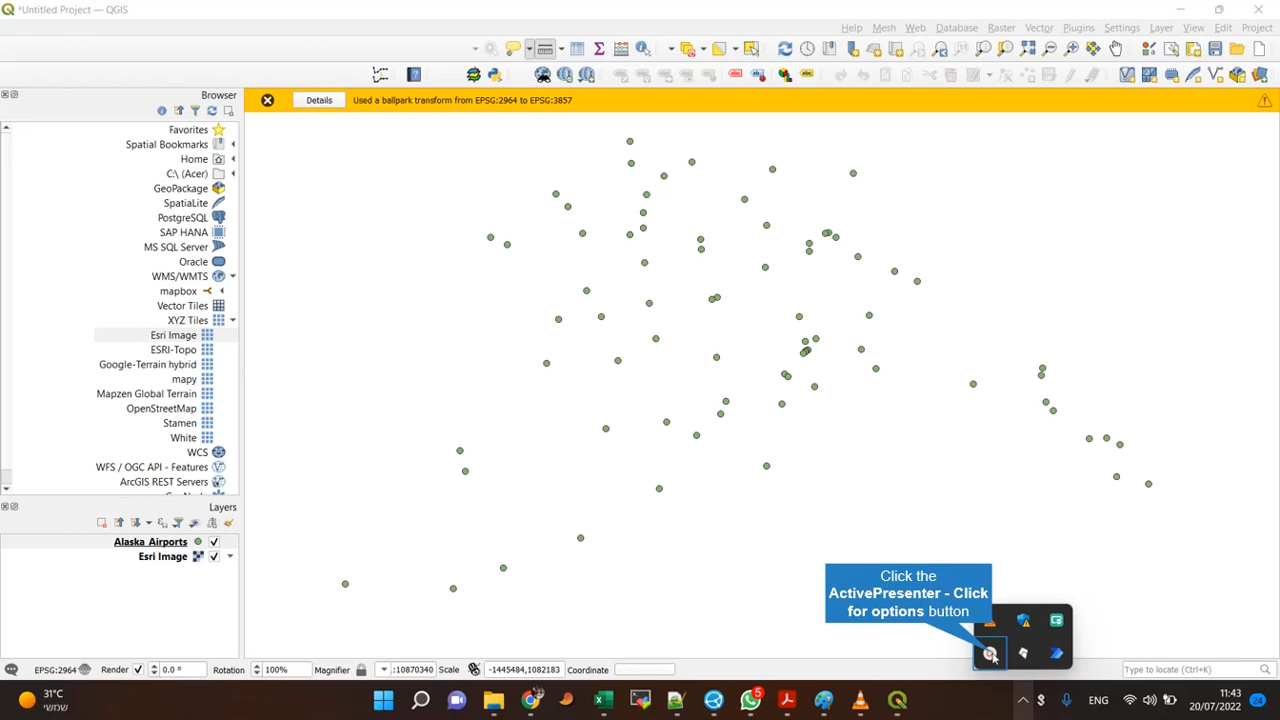 *Untitled Project — QGIS
Help Mesh Web Database Raster Vector Plugins Settings Layer View Edit Project
Browser
Details Used a ballpark transform from EPSG:2964 to EPSG:3857
Favorites
Spatial Bookmarks
Home
C:\ (Acer)
GeoPackage
SpatiaLite
PostgreSQL
SAP HANA
MS SQL Server
Oracle
WMS/WMTS
mapbox
Vector Tiles
XYZ Tiles
Esri Image
ESRI-Topo
Google-Terrain hybrid
mapy
Mapzen Global Terrain
OpenStreetMap
Stamen
White
WCS
WFS / OGC API - Features
ArcGIS REST Servers
Layers
Alaska Airports
Esri Image
Click the
ActivePresenter - Click
for options button
EPSG:2964 Render 0.0 ° Rotation 100% Magnifier :10870340 Scale -1445484,1082183 Coordinate Type to locate (Ctrl+K)
31°C
שמשי
5
ENG
11:43
20/07/2022
24